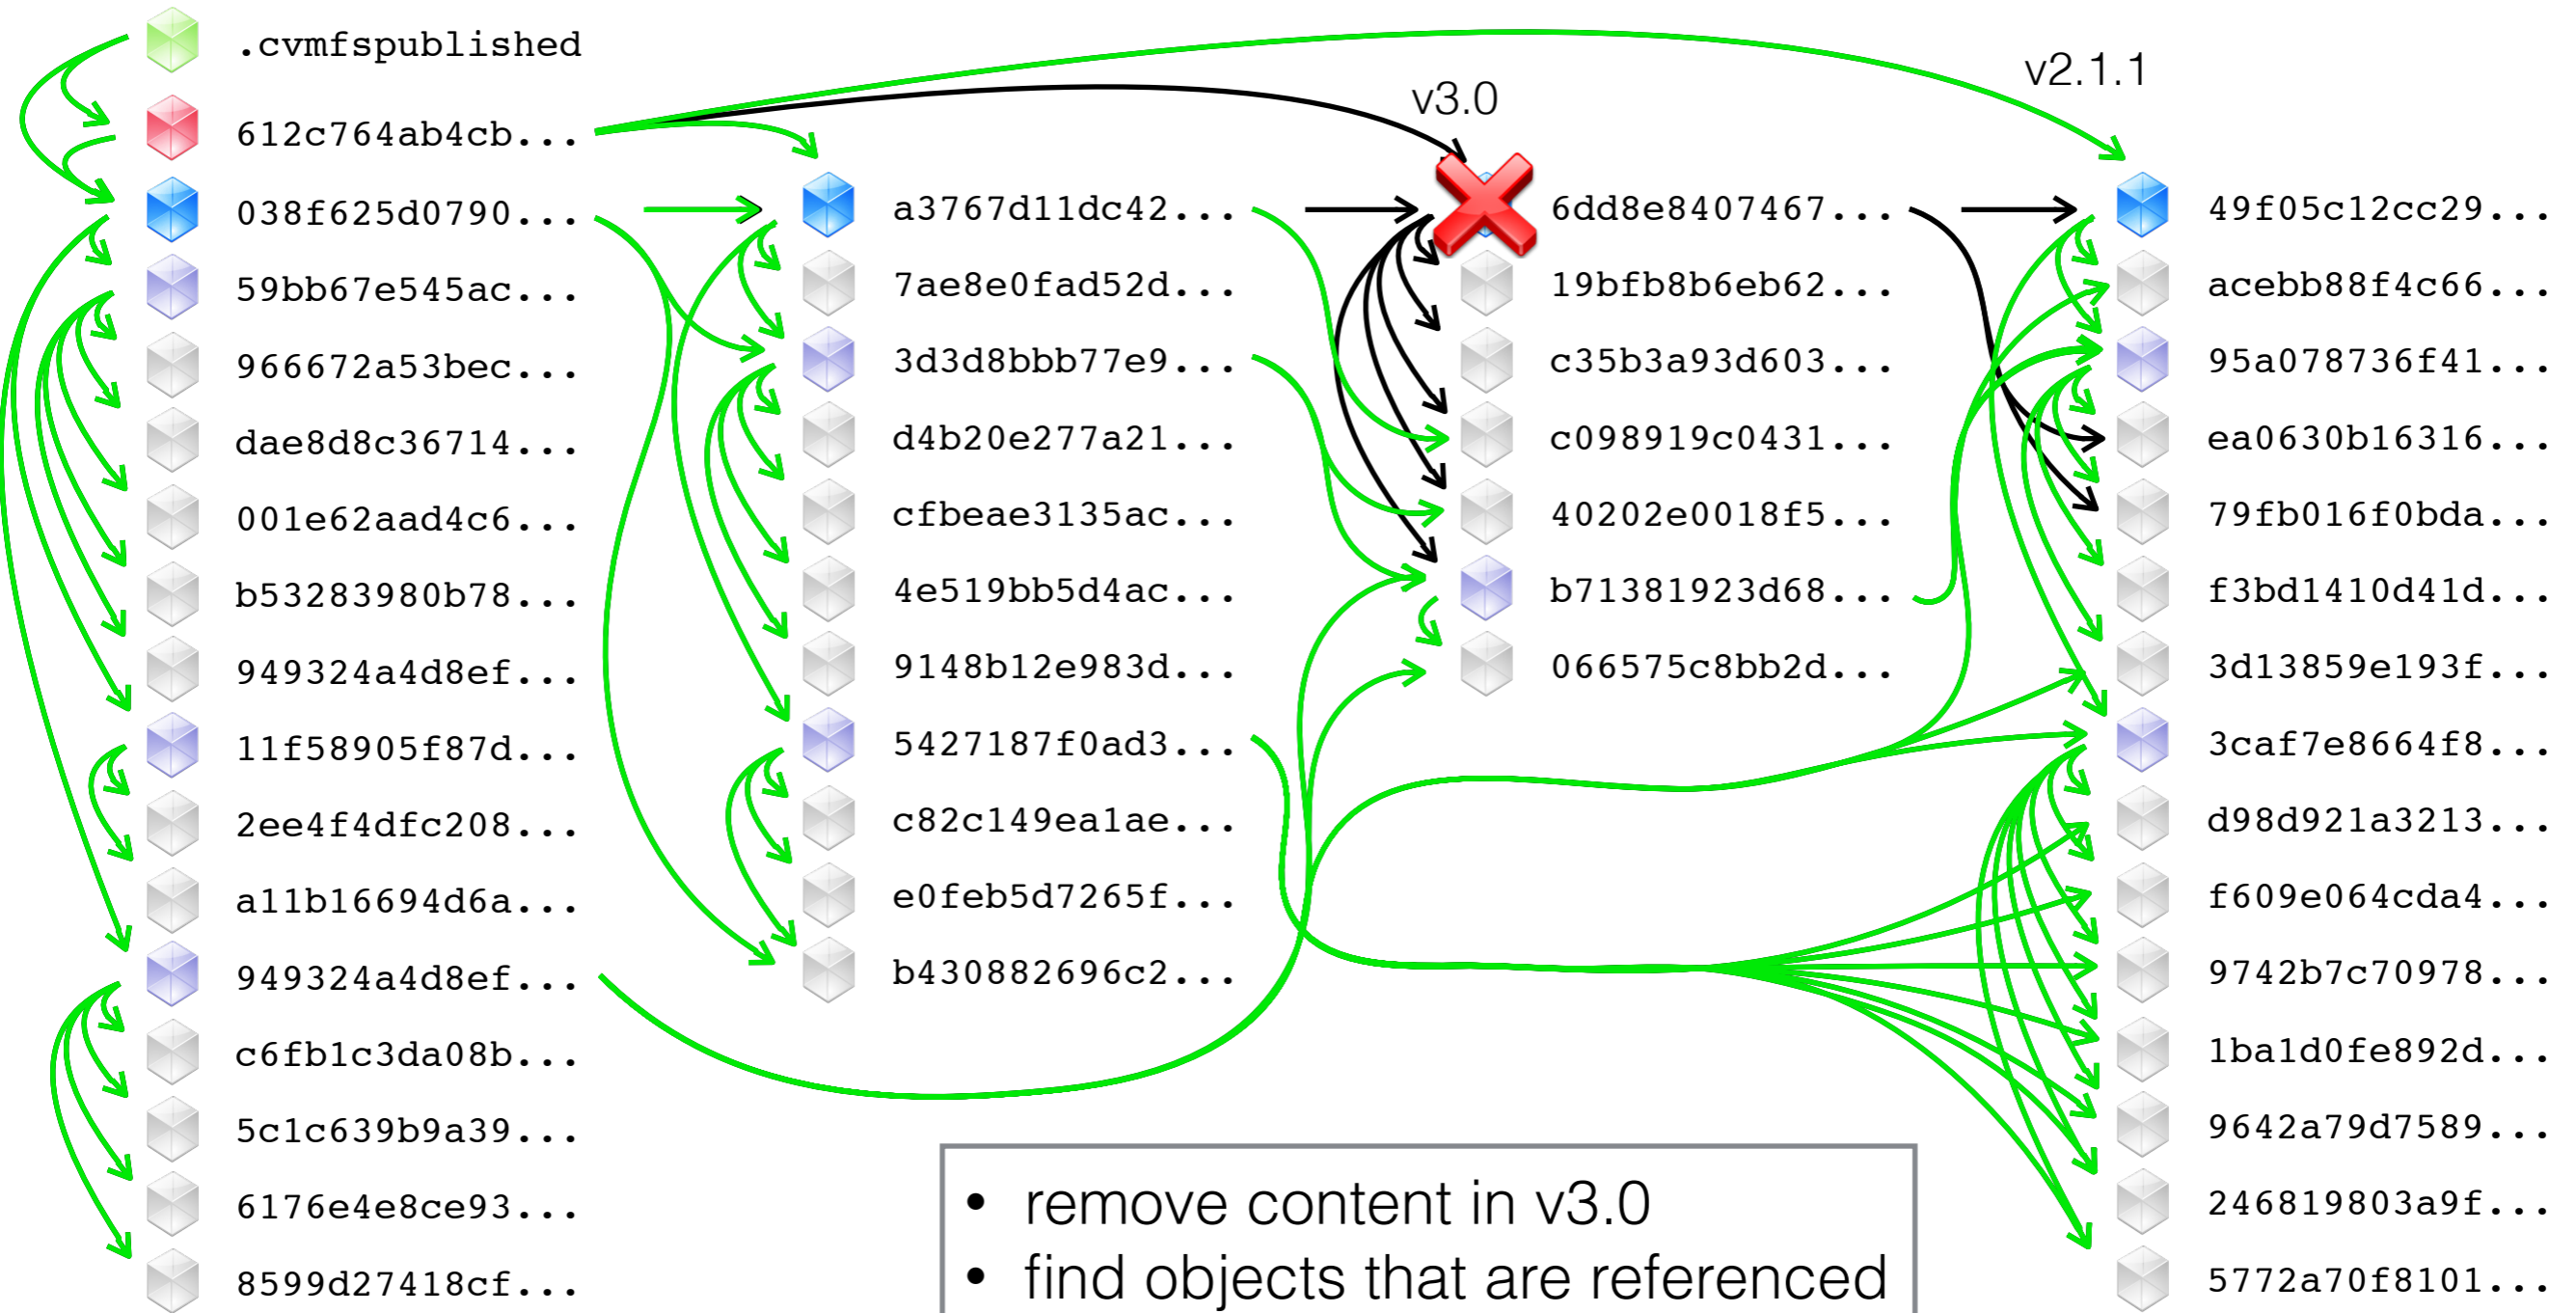 .cvmfspublished
612c764ab4cb...
038f625d0790...
59bb67e545ac...
966672a53bec...
dae8d8c36714...
001e62aad4c6...
b53283980b78...
949324a4d8ef...
11f58905f87d...
2ee4f4dfc208...
a11b16694d6a...
949324a4d8ef...
c6fb1c3da08b...
5c1c639b9a39...
6176e4e8ce93...
8599d27418cf...
a3767d11dc42...
7ae8e0fad52d...
3d3d8bbb77e9...
d4b20e277a21...
cfbeae3135ac...
4e519bb5d4ac...
9148b12e983d...
5427187f0ad3...
c82c149ea1ae...
e0feb5d7265f...
b430882696c2...
v3.0
6dd8e8407467...
19bfb8b6eb62...
c35b3a93d603...
c098919c0431...
40202e0018f5...
b71381923d68...
066575c8bb2d...
v2.1.1
49f05c12cc29...
acebb88f4c66...
95a078736f41...
ea0630b16316...
79fb016f0bda...
f3bd1410d41d...
3d13859e193f...
3caf7e8664f8...
d98d921a3213...
f609e064cda4...
9742b7c70978...
1ba1d0fe892d...
9642a79d7589...
246819803a9f...
5772a70f8101...
• remove content in v3.0
• find objects that are referenced